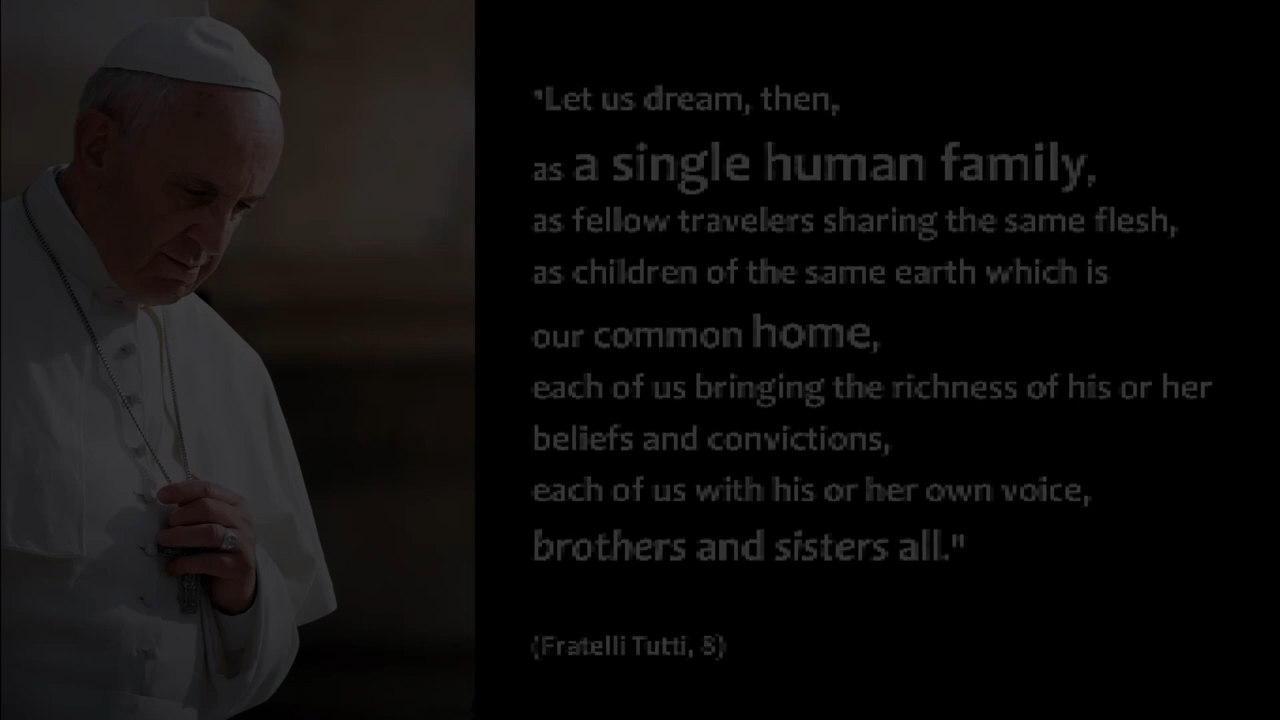 "Let us dream, then,
as a single human family,
as fellow travelers sharing the same flesh,
as children of the same earth which is
our common home,
each of us bringing the richness of his or her
beliefs and convictions,
each of us with his or her own voice,
brothers and sisters all."
(Fratelli Tutti, 8)